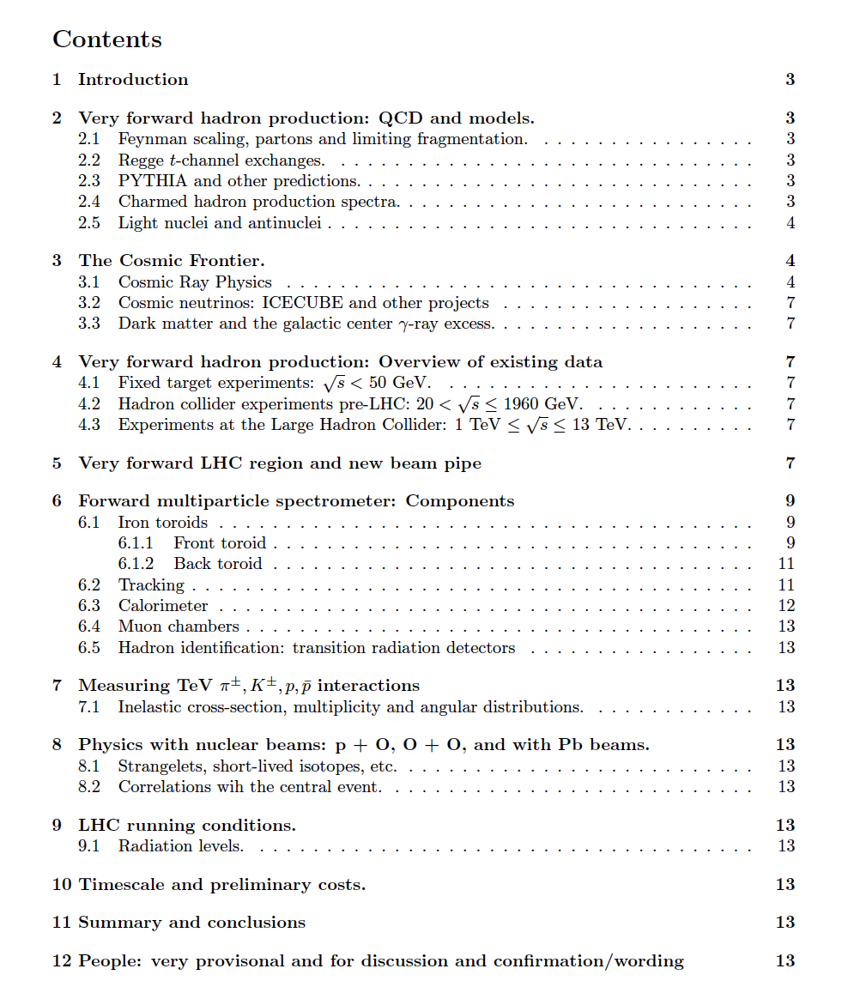 Contents
1 Introduction 3
2 Very forward hadron production: QCD and models. 3
2.1 Feynman scaling, partons and limiting fragmentation. . . . . . . . . . . . . . . . . 3
2.2 Regge t-channel exchanges. . . . . . . . . . . . . . . . . . . . . . . . . . . . . . . . 3
2.3 PYTHIA and other predictions. . . . . . . . . . . . . . . . . . . . . . . . . . . . . . 3
2.4 Charmed hadron production spectra. . . . . . . . . . . . . . . . . . . . . . . . . . . 3
2.5 Light nuclei and antinuclei . . . . . . . . . . . . . . . . . . . . . . . . . . . . . . . . 4
3 The Cosmic Frontier. 4
3.1 Cosmic Ray Physics . . . . . . . . . . . . . . . . . . . . . . . . . . . . . . . . . . . 4
3.2 Cosmic neutrinos: ICECUBE and other projects . . . . . . . . . . . . . . . . . . . 7
3.3 Dark matter and the galactic center γ-ray excess. . . . . . . . . . . . . . . . . . . . 7
4 Very forward hadron production: Overview of existing data 7
4.1 Fixed target experiments: √s < 50 GeV. . . . . . . . . . . . . . . . . . . . . . . . 7
4.2 Hadron collider experiments pre-LHC: 20 < √s ≤ 1960 GeV. . . . . . . . . . . . . 7
4.3 Experiments at the Large Hadron Collider: 1 TeV ≤ √s ≤ 13 TeV. . . . . . . . . . 7
5 Very forward LHC region and new beam pipe 7
6 Forward multiparticle spectrometer: Components 9
6.1 Iron toroids . . . . . . . . . . . . . . . . . . . . . . . . . . . . . . . . . . . . . . . . 9
6.1.1 Front toroid . . . . . . . . . . . . . . . . . . . . . . . . . . . . . . . . . . . . 9
6.1.2 Back toroid . . . . . . . . . . . . . . . . . . . . . . . . . . . . . . . . . . . . 11
6.2 Tracking . . . . . . . . . . . . . . . . . . . . . . . . . . . . . . . . . . . . . . . . . . 11
6.3 Calorimeter . . . . . . . . . . . . . . . . . . . . . . . . . . . . . . . . . . . . . . . . 12
6.4 Muon chambers . . . . . . . . . . . . . . . . . . . . . . . . . . . . . . . . . . . . . . 13
6.5 Hadron identification: transition radiation detectors . . . . . . . . . . . . . . . . . 13
7 Measuring TeV π±, K±, p, p̄ interactions 13
7.1 Inelastic cross-section, multiplicity and angular distributions. . . . . . . . . . . . . 13
8 Physics with nuclear beams: p + O, O + O, and with Pb beams. 13
8.1 Strangelets, short-lived isotopes, etc. . . . . . . . . . . . . . . . . . . . . . . . . . . 13
8.2 Correlations wih the central event. . . . . . . . . . . . . . . . . . . . . . . . . . . . 13
9 LHC running conditions. 13
9.1 Radiation levels. . . . . . . . . . . . . . . . . . . . . . . . . . . . . . . . . . . . . . 13
10 Timescale and preliminary costs. 13
11 Summary and conclusions 13
12 People: very provisonal and for discussion and confirmation/wording 13